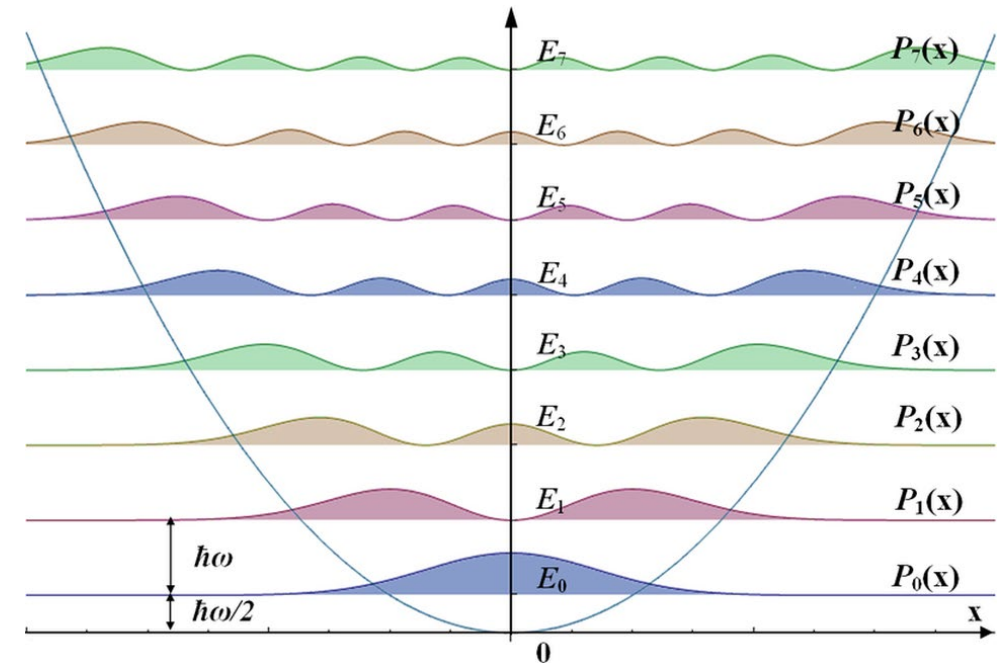 E₇ P₇(x)
E₆ P₆(x)
E₅ P₅(x)
E₄ P₄(x)
E₃ P₃(x)
E₂ P₂(x)
E₁ P₁(x)
ħω
E₀ P₀(x)
ħω/2
x
0